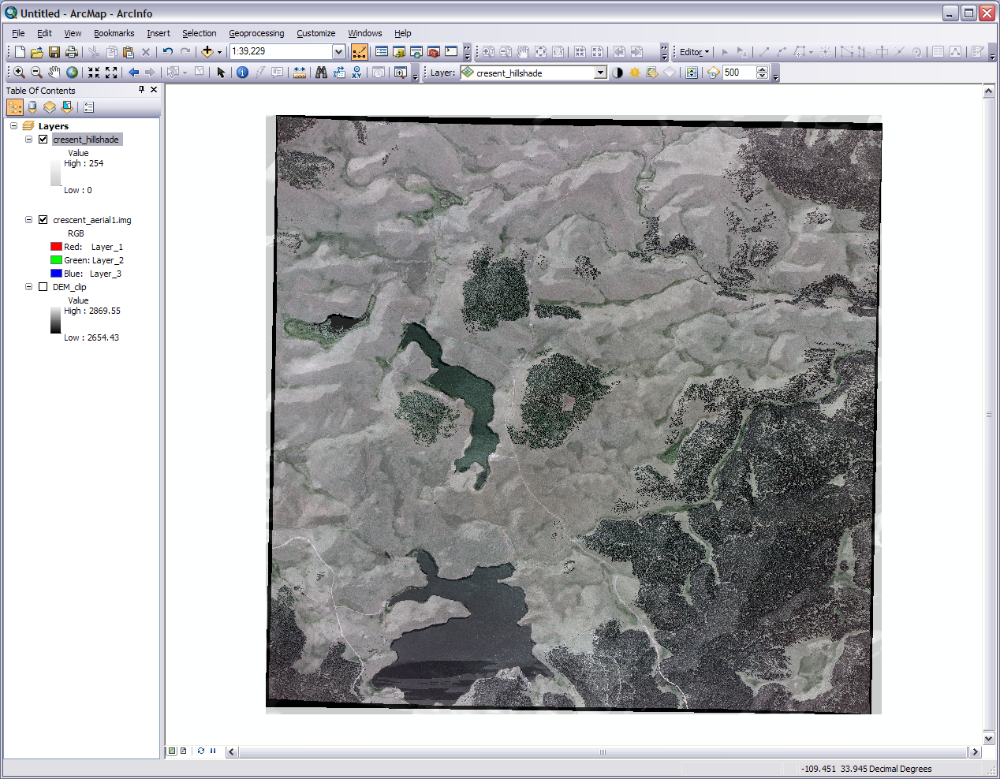 Untitled - ArcMap - ArcInfo
File Edit View Bookmarks Insert Selection Geoprocessing Customize Windows Help
1:39,229
Editor
Layer: cresent_hillshade
500
Table Of Contents
Layers
cresent_hillshade
Value
High : 254
Low : 0
crescent_aerial1.img
RGB
Red: Layer_1
Green: Layer_2
Blue: Layer_3
DEM_clip
Value
High : 2869.55
Low : 2654.43
-109.451 33.945 Decimal Degrees